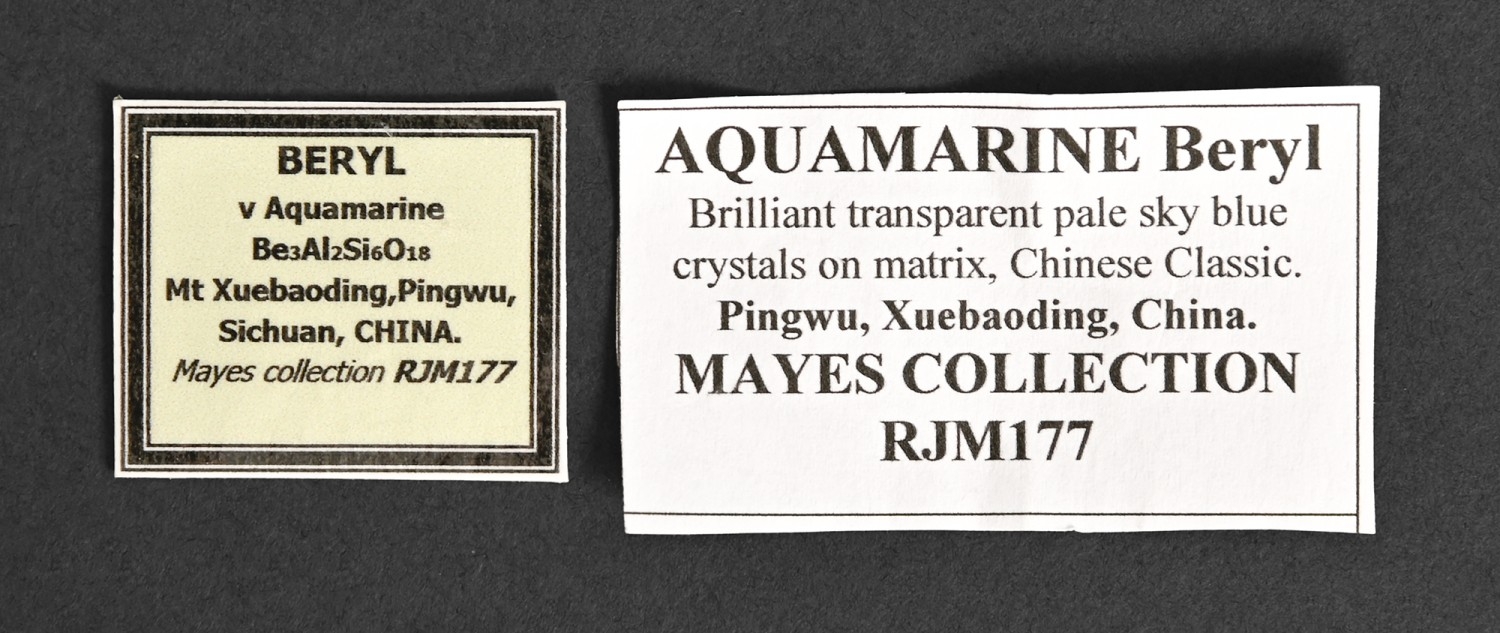 BERYL
v Aquamarine
Be₃Al₂Si₆O₁₈
Mt Xuebaoding,Pingwu,
Sichuan, CHINA.
Mayes collection RJM177
AQUAMARINE Beryl
Brilliant transparent pale sky blue
crystals on matrix, Chinese Classic.
Pingwu, Xuebaoding, China.
MAYES COLLECTION
RJM177